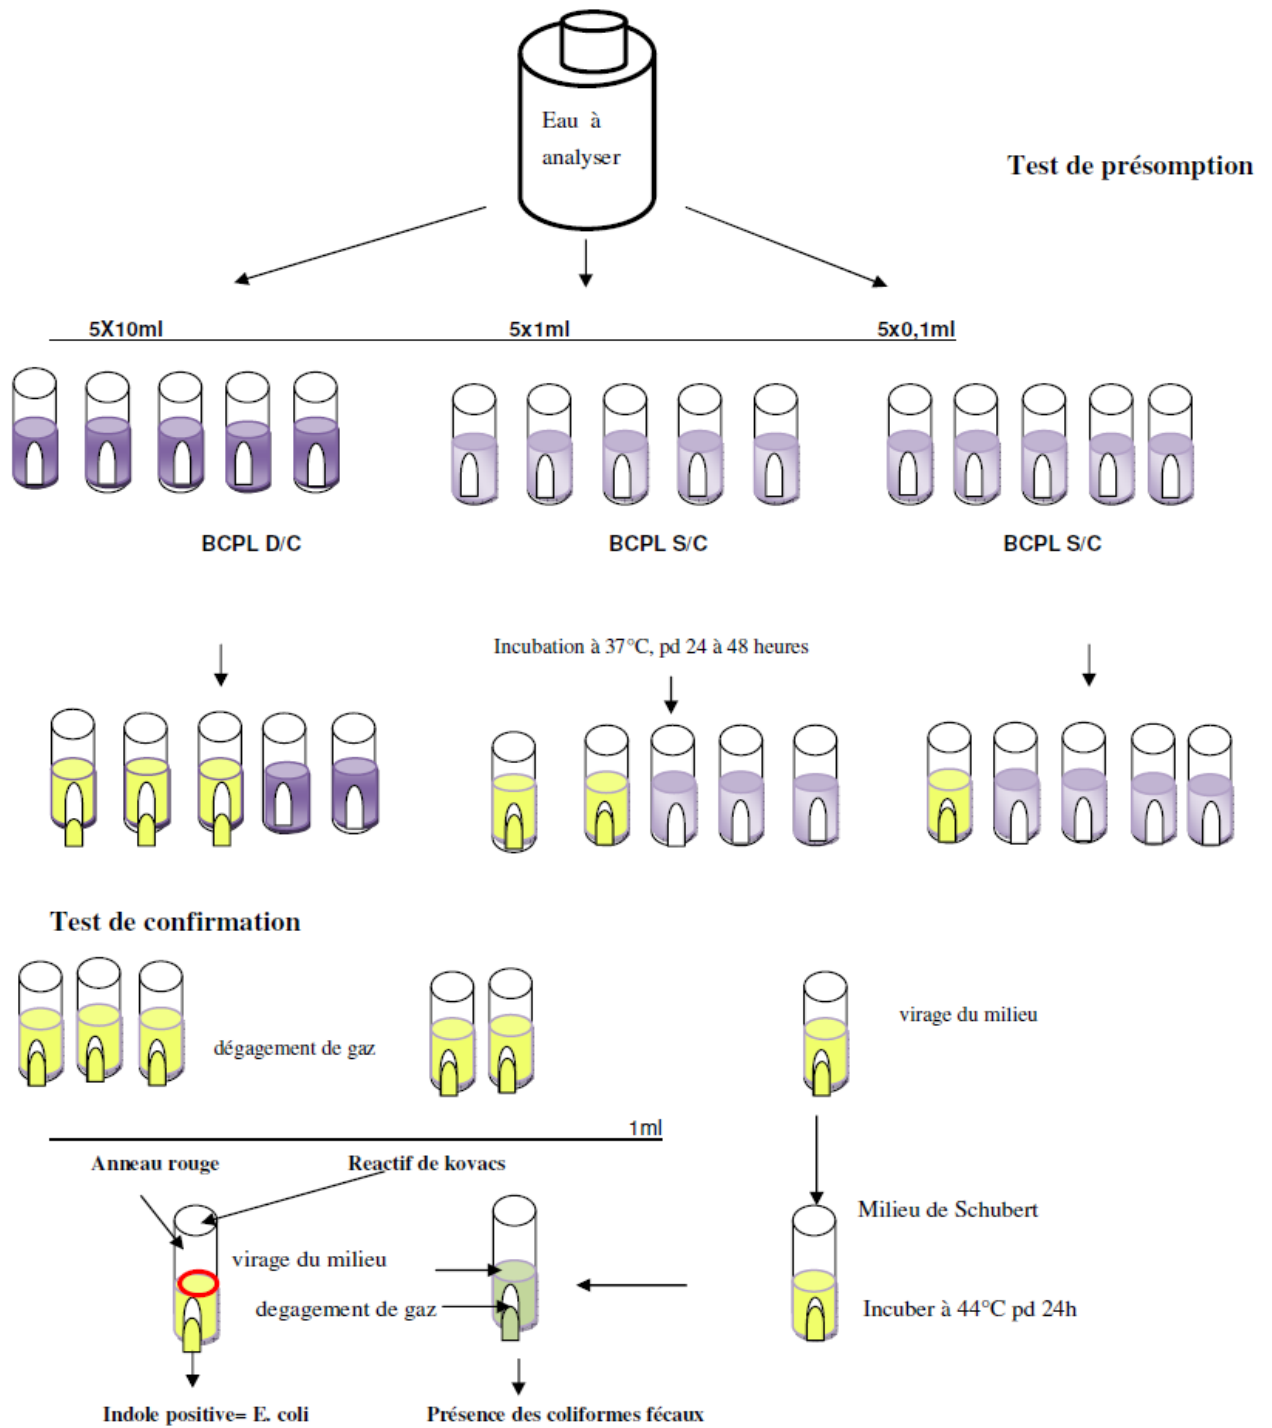 Eau à
analyser
Test de présomption
5X10ml
5x1ml
5x0,1ml
BCPL D/C
BCPL S/C
BCPL S/C
Incubation à 37°C, pd 24 à 48 heures
Test de confirmation
virage du milieu
dégagement de gaz
1ml
Anneau rouge
Reactif de kovacs
Milieu de Schubert
virage du milieu
degagement de gaz
Incuber à 44°C pd 24h
Indole positive= E. coli
Présence des coliformes fécaux